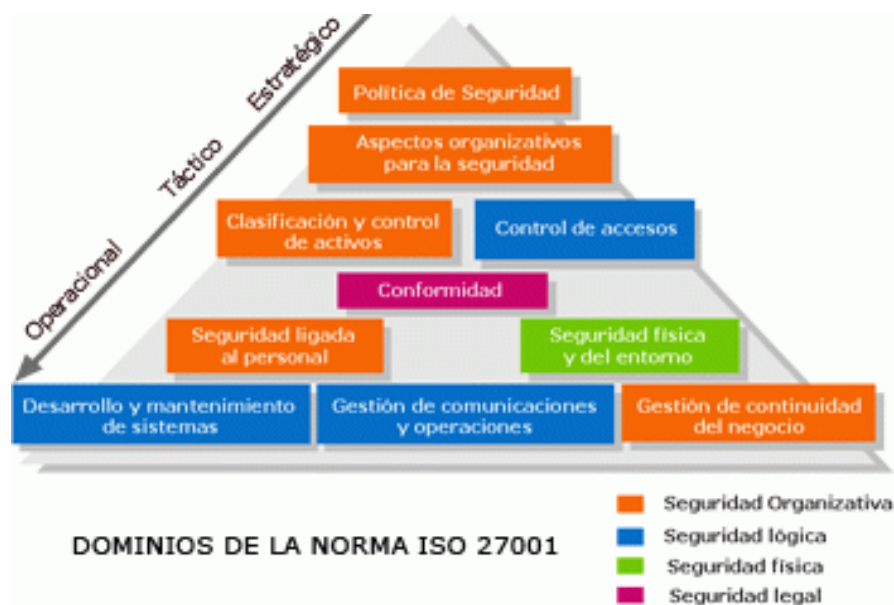 Estratégico
Táctico
Operacional
Política de Seguridad
Aspectos organizativos
para la seguridad
Clasificación y control
de activos
Control de accesos
Conformidad
Seguridad ligada
al personal
Seguridad física
y del entorno
Desarrollo y mantenimiento
de sistemas
Gestión de comunicaciones
y operaciones
Gestión de continuidad
del negocio
DOMINIOS DE LA NORMA ISO 27001
Seguridad Organizativa
Seguridad lógica
Seguridad física
Seguridad legal